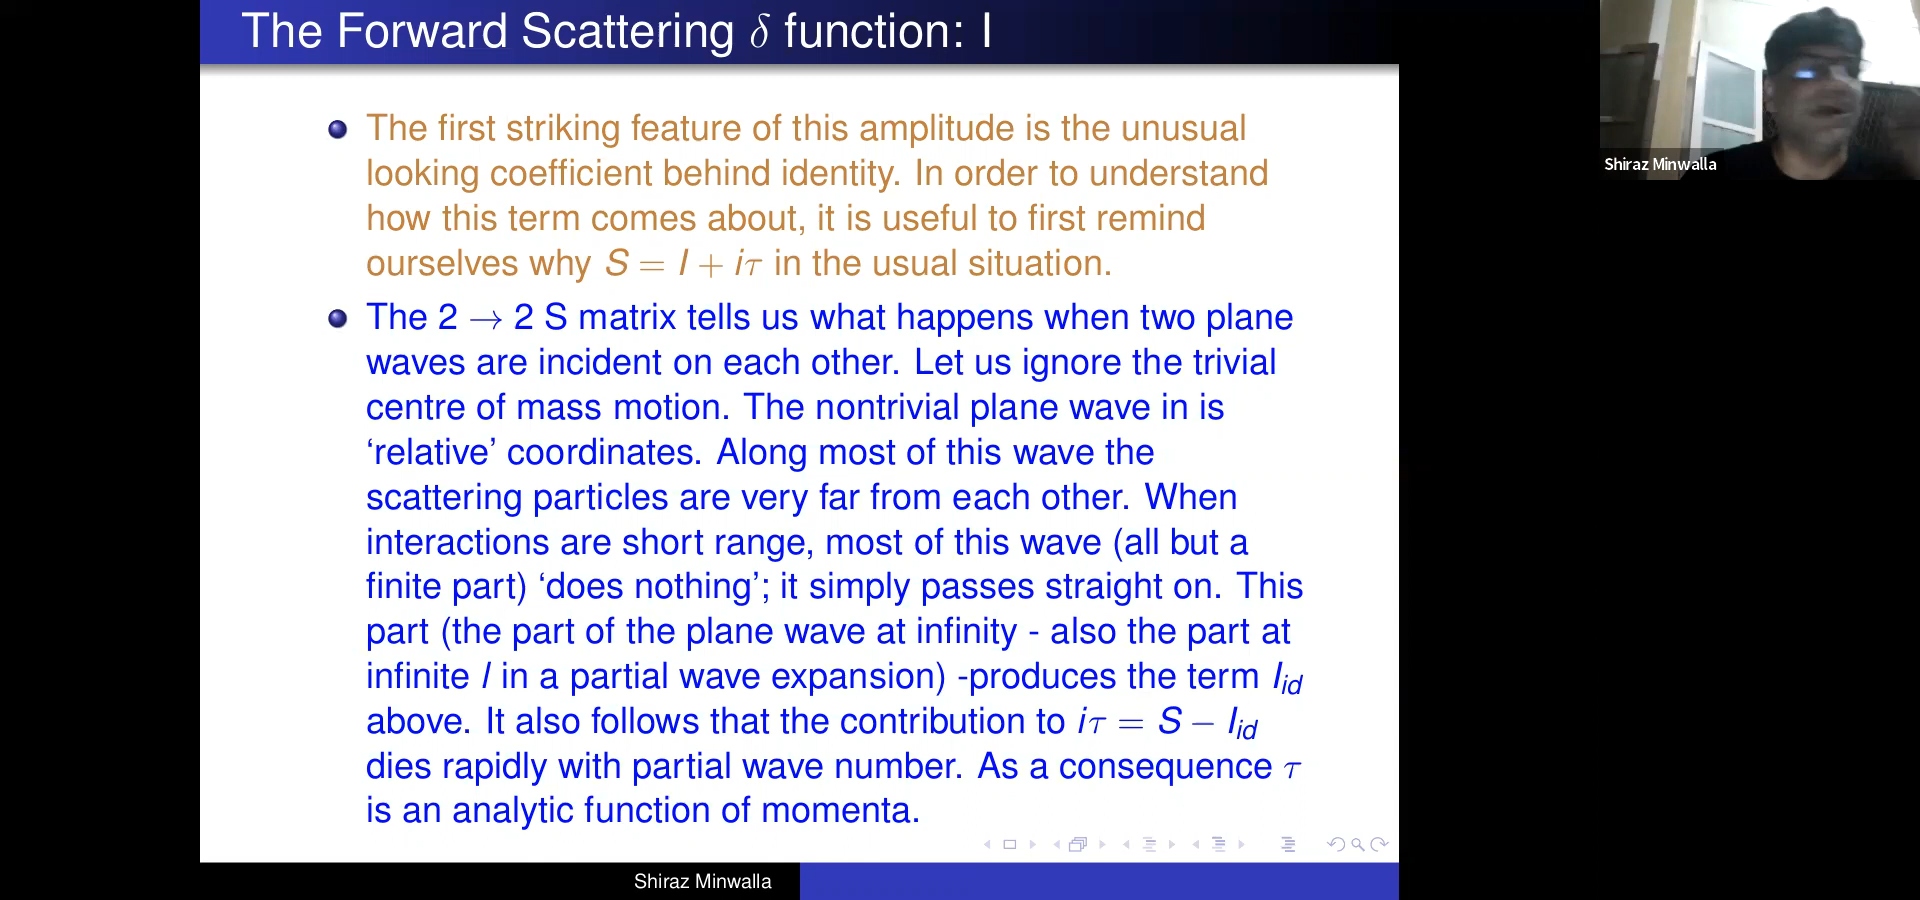 The Forward Scattering δ function: I
The first striking feature of this amplitude is the unusual
looking coefficient behind identity. In order to understand
how this term comes about, it is useful to first remind
ourselves why S = I + iτ in the usual situation.
The 2 → 2 S matrix tells us what happens when two plane
waves are incident on each other. Let us ignore the trivial
centre of mass motion. The nontrivial plane wave in is
‘relative’ coordinates. Along most of this wave the
scattering particles are very far from each other. When
interactions are short range, most of this wave (all but a
finite part) ‘does nothing’; it simply passes straight on. This
part (the part of the plane wave at infinity - also the part at
infinite l in a partial wave expansion) -produces the term I_id
above. It also follows that the contribution to iτ = S − I_id
dies rapidly with partial wave number. As a consequence τ
is an analytic function of momenta.
Shiraz Minwalla
Shiraz Minwalla